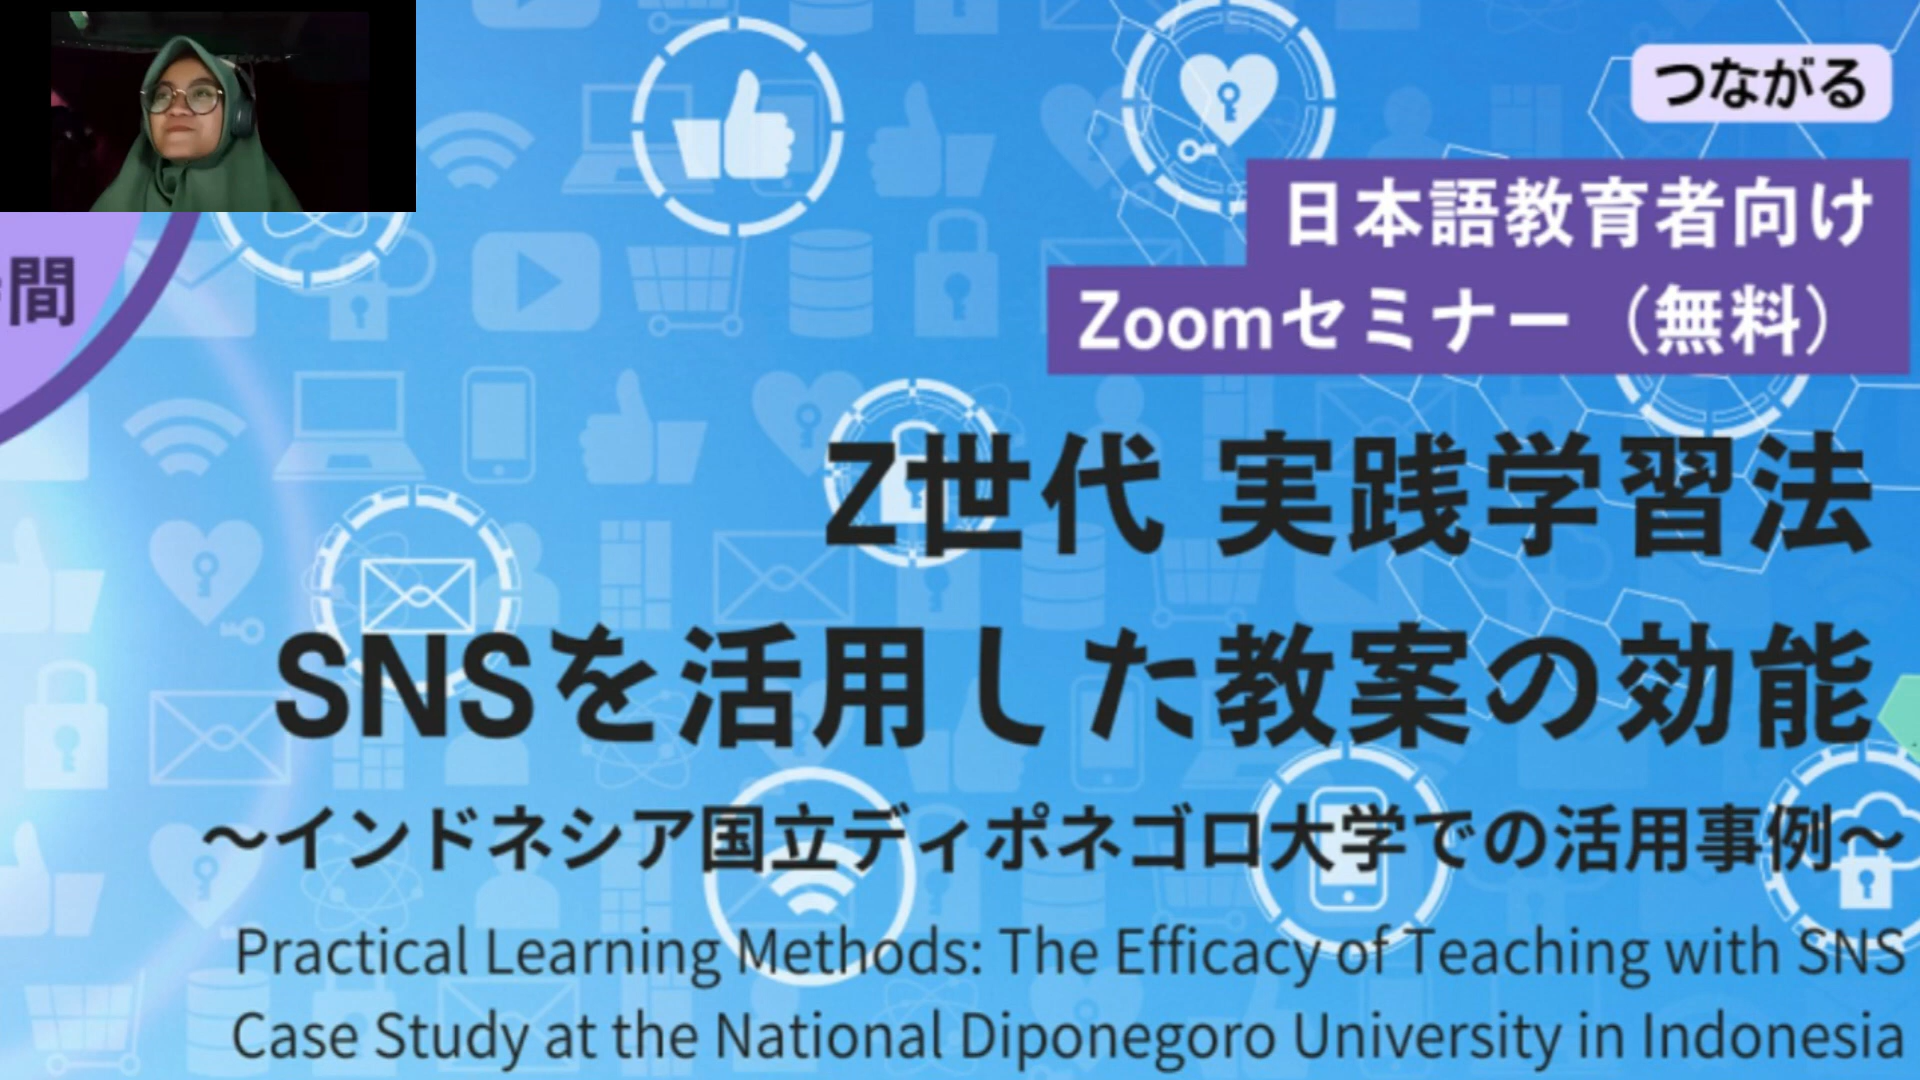 つながる
間
日本語教育者向け
Zoomセミナー（無料）
Z世代 実践学習法
SNSを活用した教案の効能
～インドネシア国立ディポネゴロ大学での活用事例～
Practical Learning Methods: The Efficacy of Teaching with SNS
Case Study at the National Diponegoro University in Indonesia